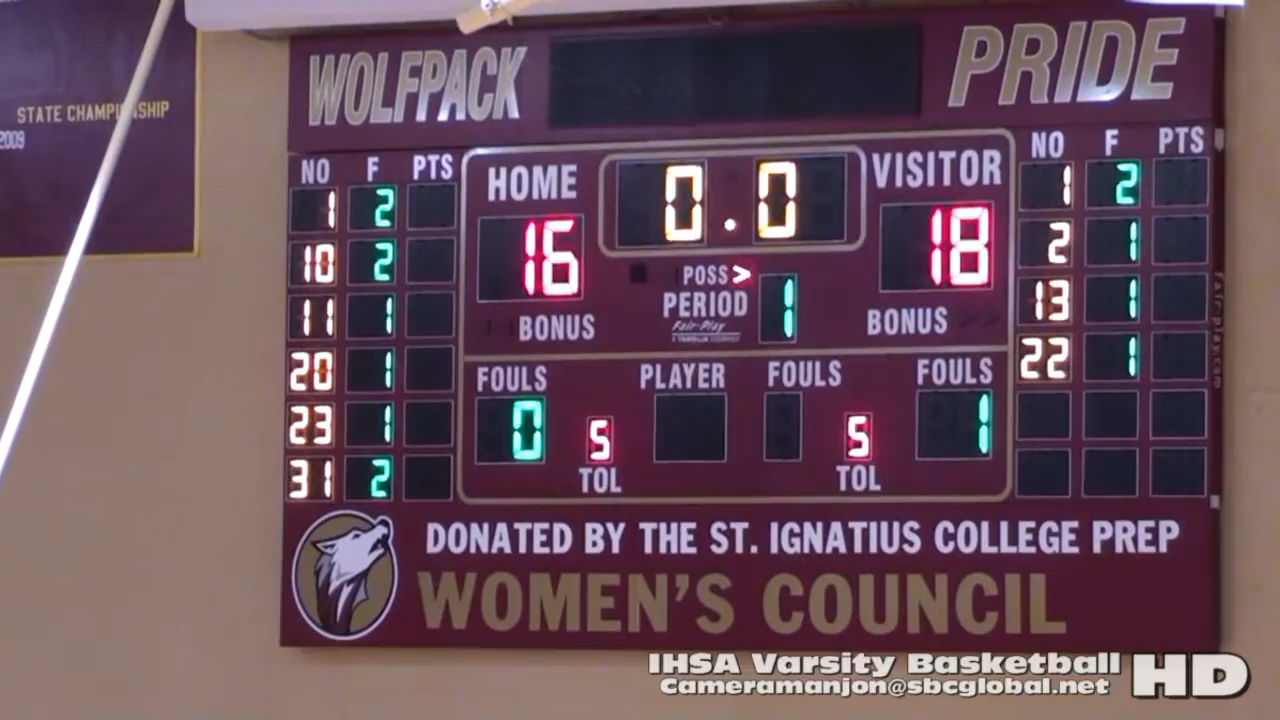 STATE CHAMPIONSHIP
2009
WOLFPACK PRIDE
NO F PTS
1 2
10 2
11 1
20 1
23 1
31 2
HOME
16
0.0
VISITOR
18
POSS >
PERIOD 1
Fair-Play
BONUS
BONUS
FOULS
0
5
TOL
PLAYER
FOULS
5
TOL
FOULS
1
NO F PTS
1 2
2 1
13 1
22 1
DONATED BY THE ST. IGNATIUS COLLEGE PREP
WOMEN'S COUNCIL
IHSA Varsity Basketball HD
Cameramanjon@sbcglobal.net